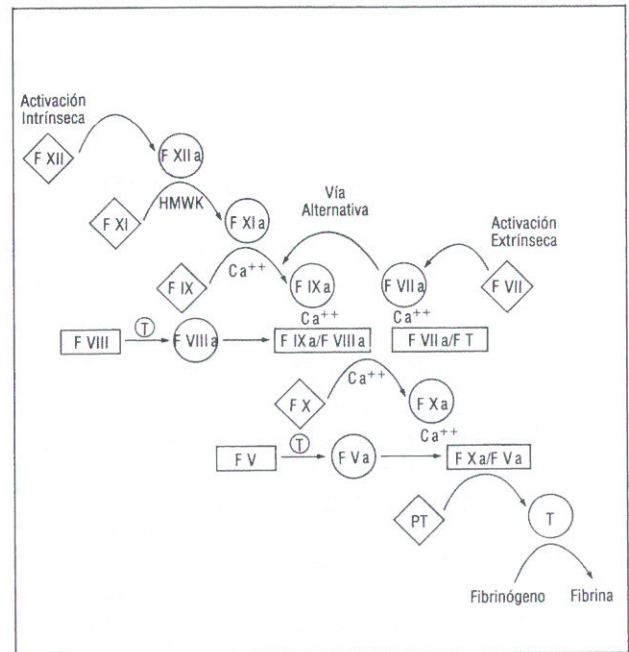 Activación
Intrínseca
F XII
F XII a
HMWK
F XI
F XI a
Vía
Alternativa
Activación
Extrínseca
F IX
Ca++
F IX a
F VII a
F VII
Ca++
Ca++
F VIII
T
F VIII a
F IX a/F VIII a
F VII a/F T
Ca++
F X
F X a
Ca++
F V
T
F V a
F X a/F V a
PT
T
Fibrinógeno
Fibrina